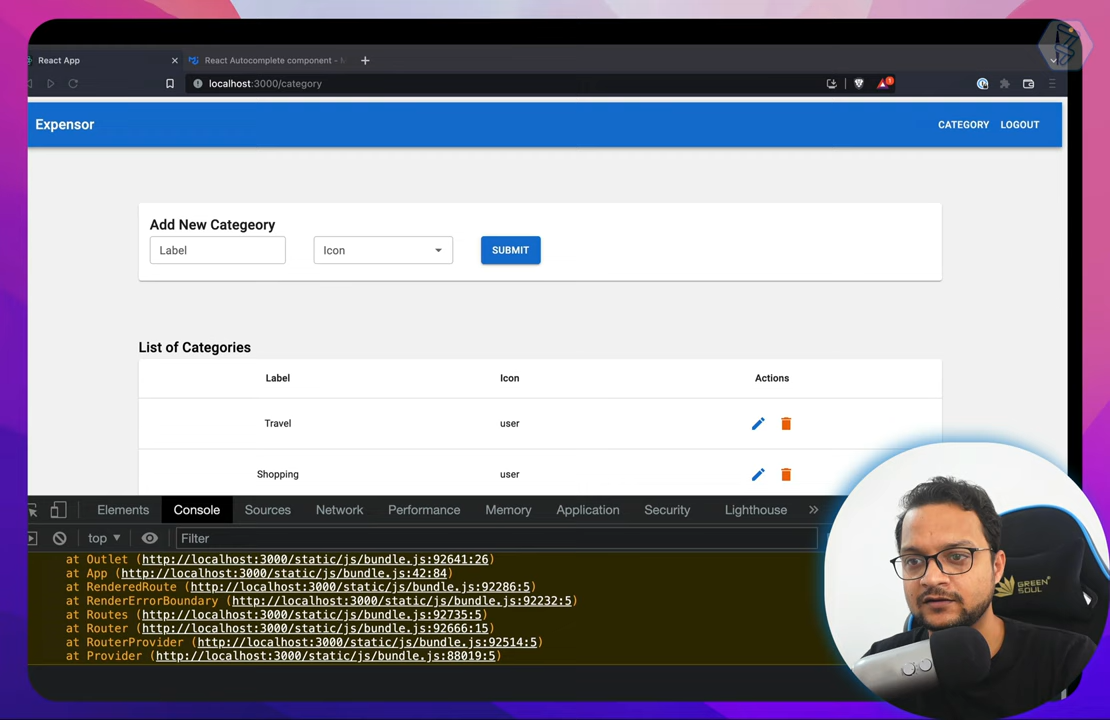 React App
React Autocomplete component -
localhost:3000/category
1
Expensor
CATEGORY
LOGOUT
Add New Categeory
Label
Icon
SUBMIT
List of Categories
Label Icon Actions
Travel user
Shopping user
Elements Console Sources Network Performance Memory Application Security Lighthouse »
top Filter
at Outlet (http://localhost:3000/static/js/bundle.js:92641:26)
at App (http://localhost:3000/static/js/bundle.js:42:84)
at RenderedRoute (http://localhost:3000/static/js/bundle.js:92286:5)
at RenderErrorBoundary (http://localhost:3000/static/js/bundle.js:92232:5)
at Routes (http://localhost:3000/static/js/bundle.js:92735:5)
at Router (http://localhost:3000/static/js/bundle.js:92666:15)
at RouterProvider (http://localhost:3000/static/js/bundle.js:92514:5)
at Provider (http://localhost:3000/static/js/bundle.js:88019:5)
GREEN
SOUL